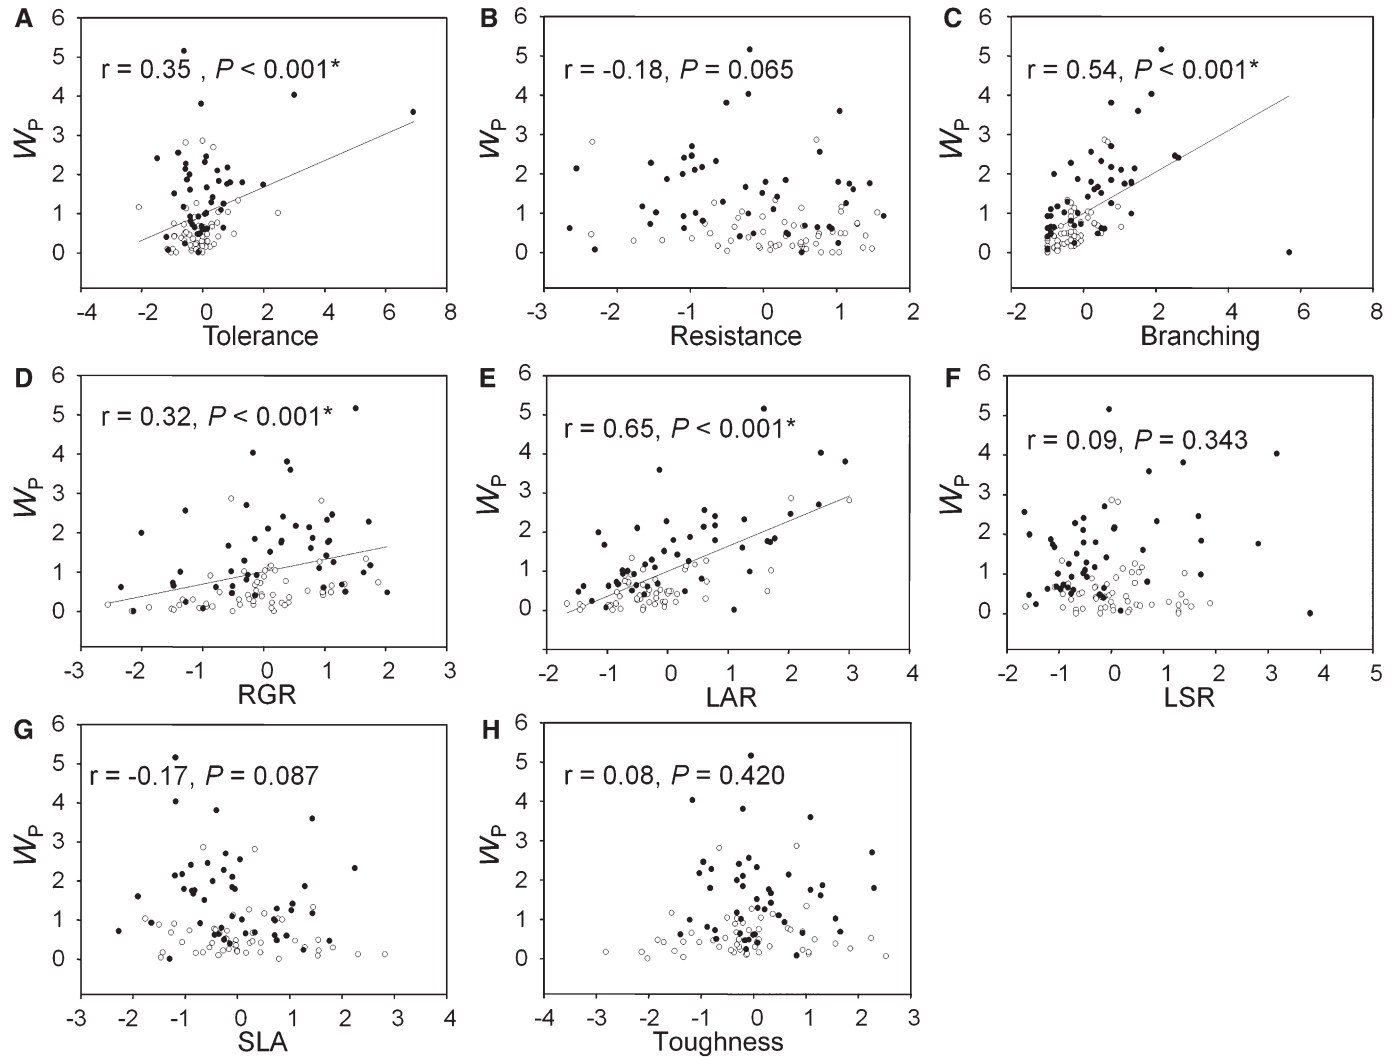 A
6
5
4
3
2
1
0
WP
r = 0.35 , P < 0.001*
-4 -2 0 2 4 6 8
Tolerance
B
6
5
4
3
2
1
0
WP
r = -0.18, P = 0.065
-3 -2 -1 0 1 2
Resistance
C
6
5
4
3
2
1
0
WP
r = 0.54, P < 0.001*
-2 0 2 4 6 8
Branching
D
6
5
4
3
2
1
0
WP
r = 0.32, P < 0.001*
-3 -2 -1 0 1 2 3
RGR
E
6
5
4
3
2
1
0
WP
r = 0.65, P < 0.001*
-2 -1 0 1 2 3 4
LAR
F
6
5
4
3
2
1
0
WP
r = 0.09, P = 0.343
-2 -1 0 1 2 3 4 5
LSR
G
6
5
4
3
2
1
0
WP
r = -0.17, P = 0.087
-3 -2 -1 0 1 2 3 4
SLA
H
6
5
4
3
2
1
0
WP
r = 0.08, P = 0.420
-4 -3 -2 -1 0 1 2 3
Toughness